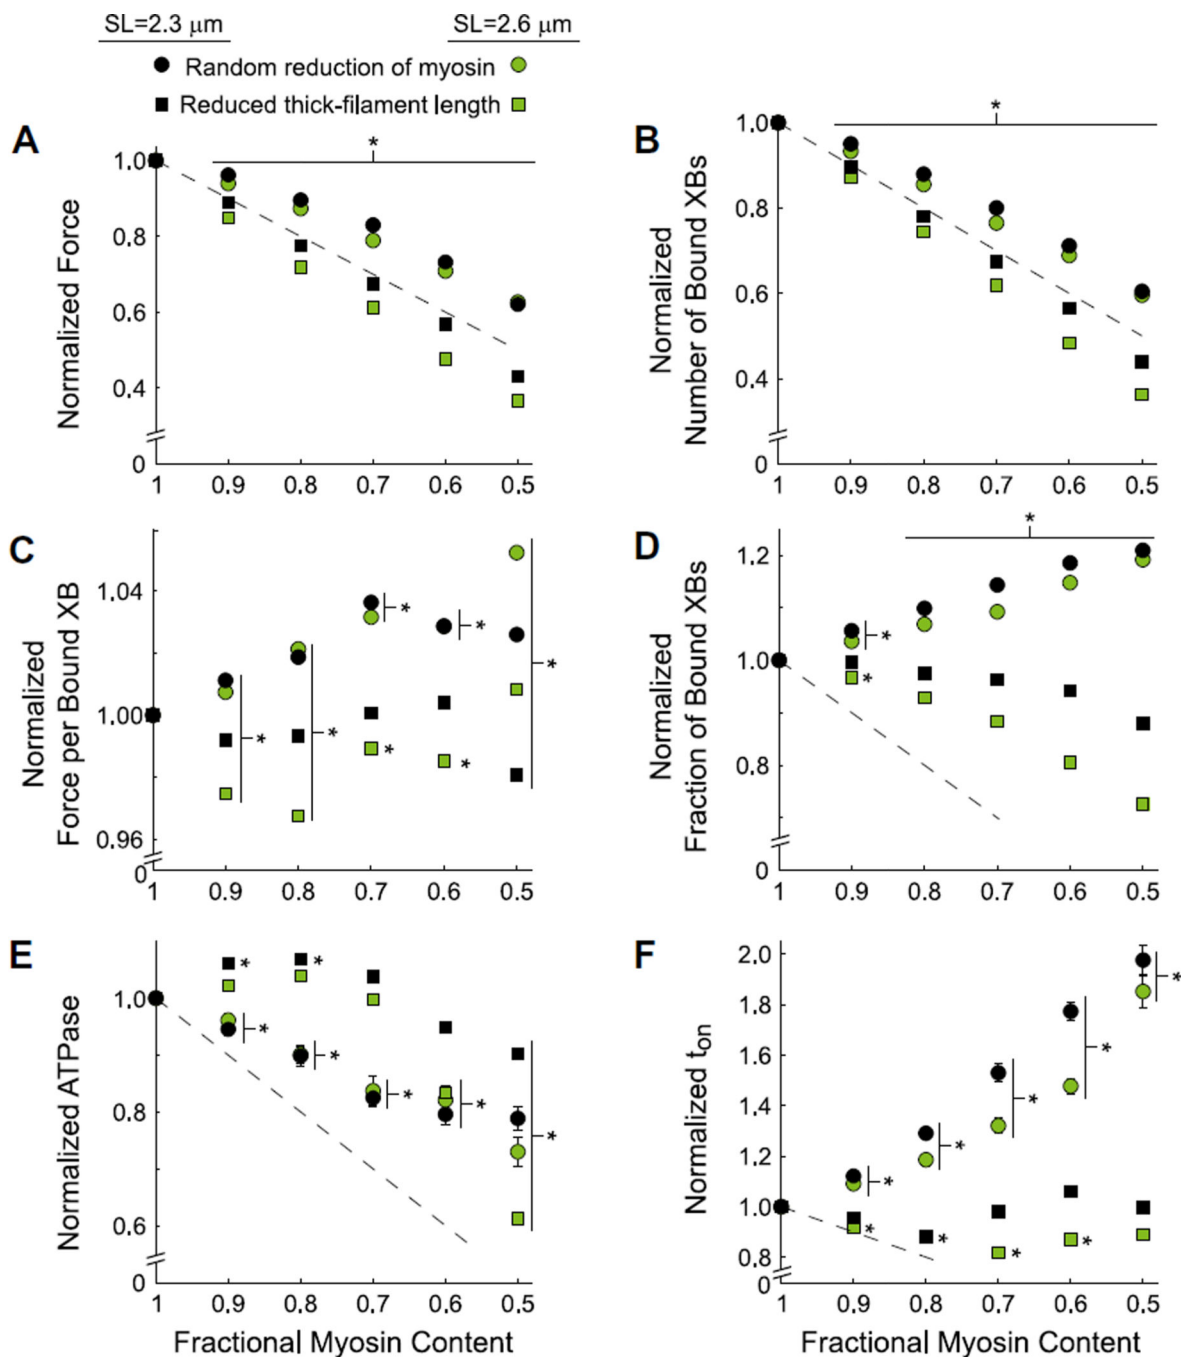 SL=2.3 μm
SL=2.6 μm
Random reduction of myosin
Reduced thick-filament length
A
*
Normalized Force
1.0
0.8
0.6
0.4
0
1
0.9
0.8
0.7
0.6
0.5
B
*
Normalized
Number of Bound XBs
1.0
0.8
0.6
0.4
0
1
0.9
0.8
0.7
0.6
0.5
C
Normalized
Force per Bound XB
1.04
1.00
0.96
0
* * * * * * *
1
0.9
0.8
0.7
0.6
0.5
D
*
Normalized
Fraction of Bound XBs
1.2
1.0
0.8
0
* *
1
0.9
0.8
0.7
0.6
0.5
E
Normalized ATPase
1.0
0.8
0.6
0
* * * * * * *
1
0.9
0.8
0.7
0.6
0.5
Fractional Myosin Content
F
Normalized tON
2.0
1.8
1.6
1.4
1.2
1.0
0.8
0
* * * * * * * * *
1
0.9
0.8
0.7
0.6
0.5
Fractional Myosin Content